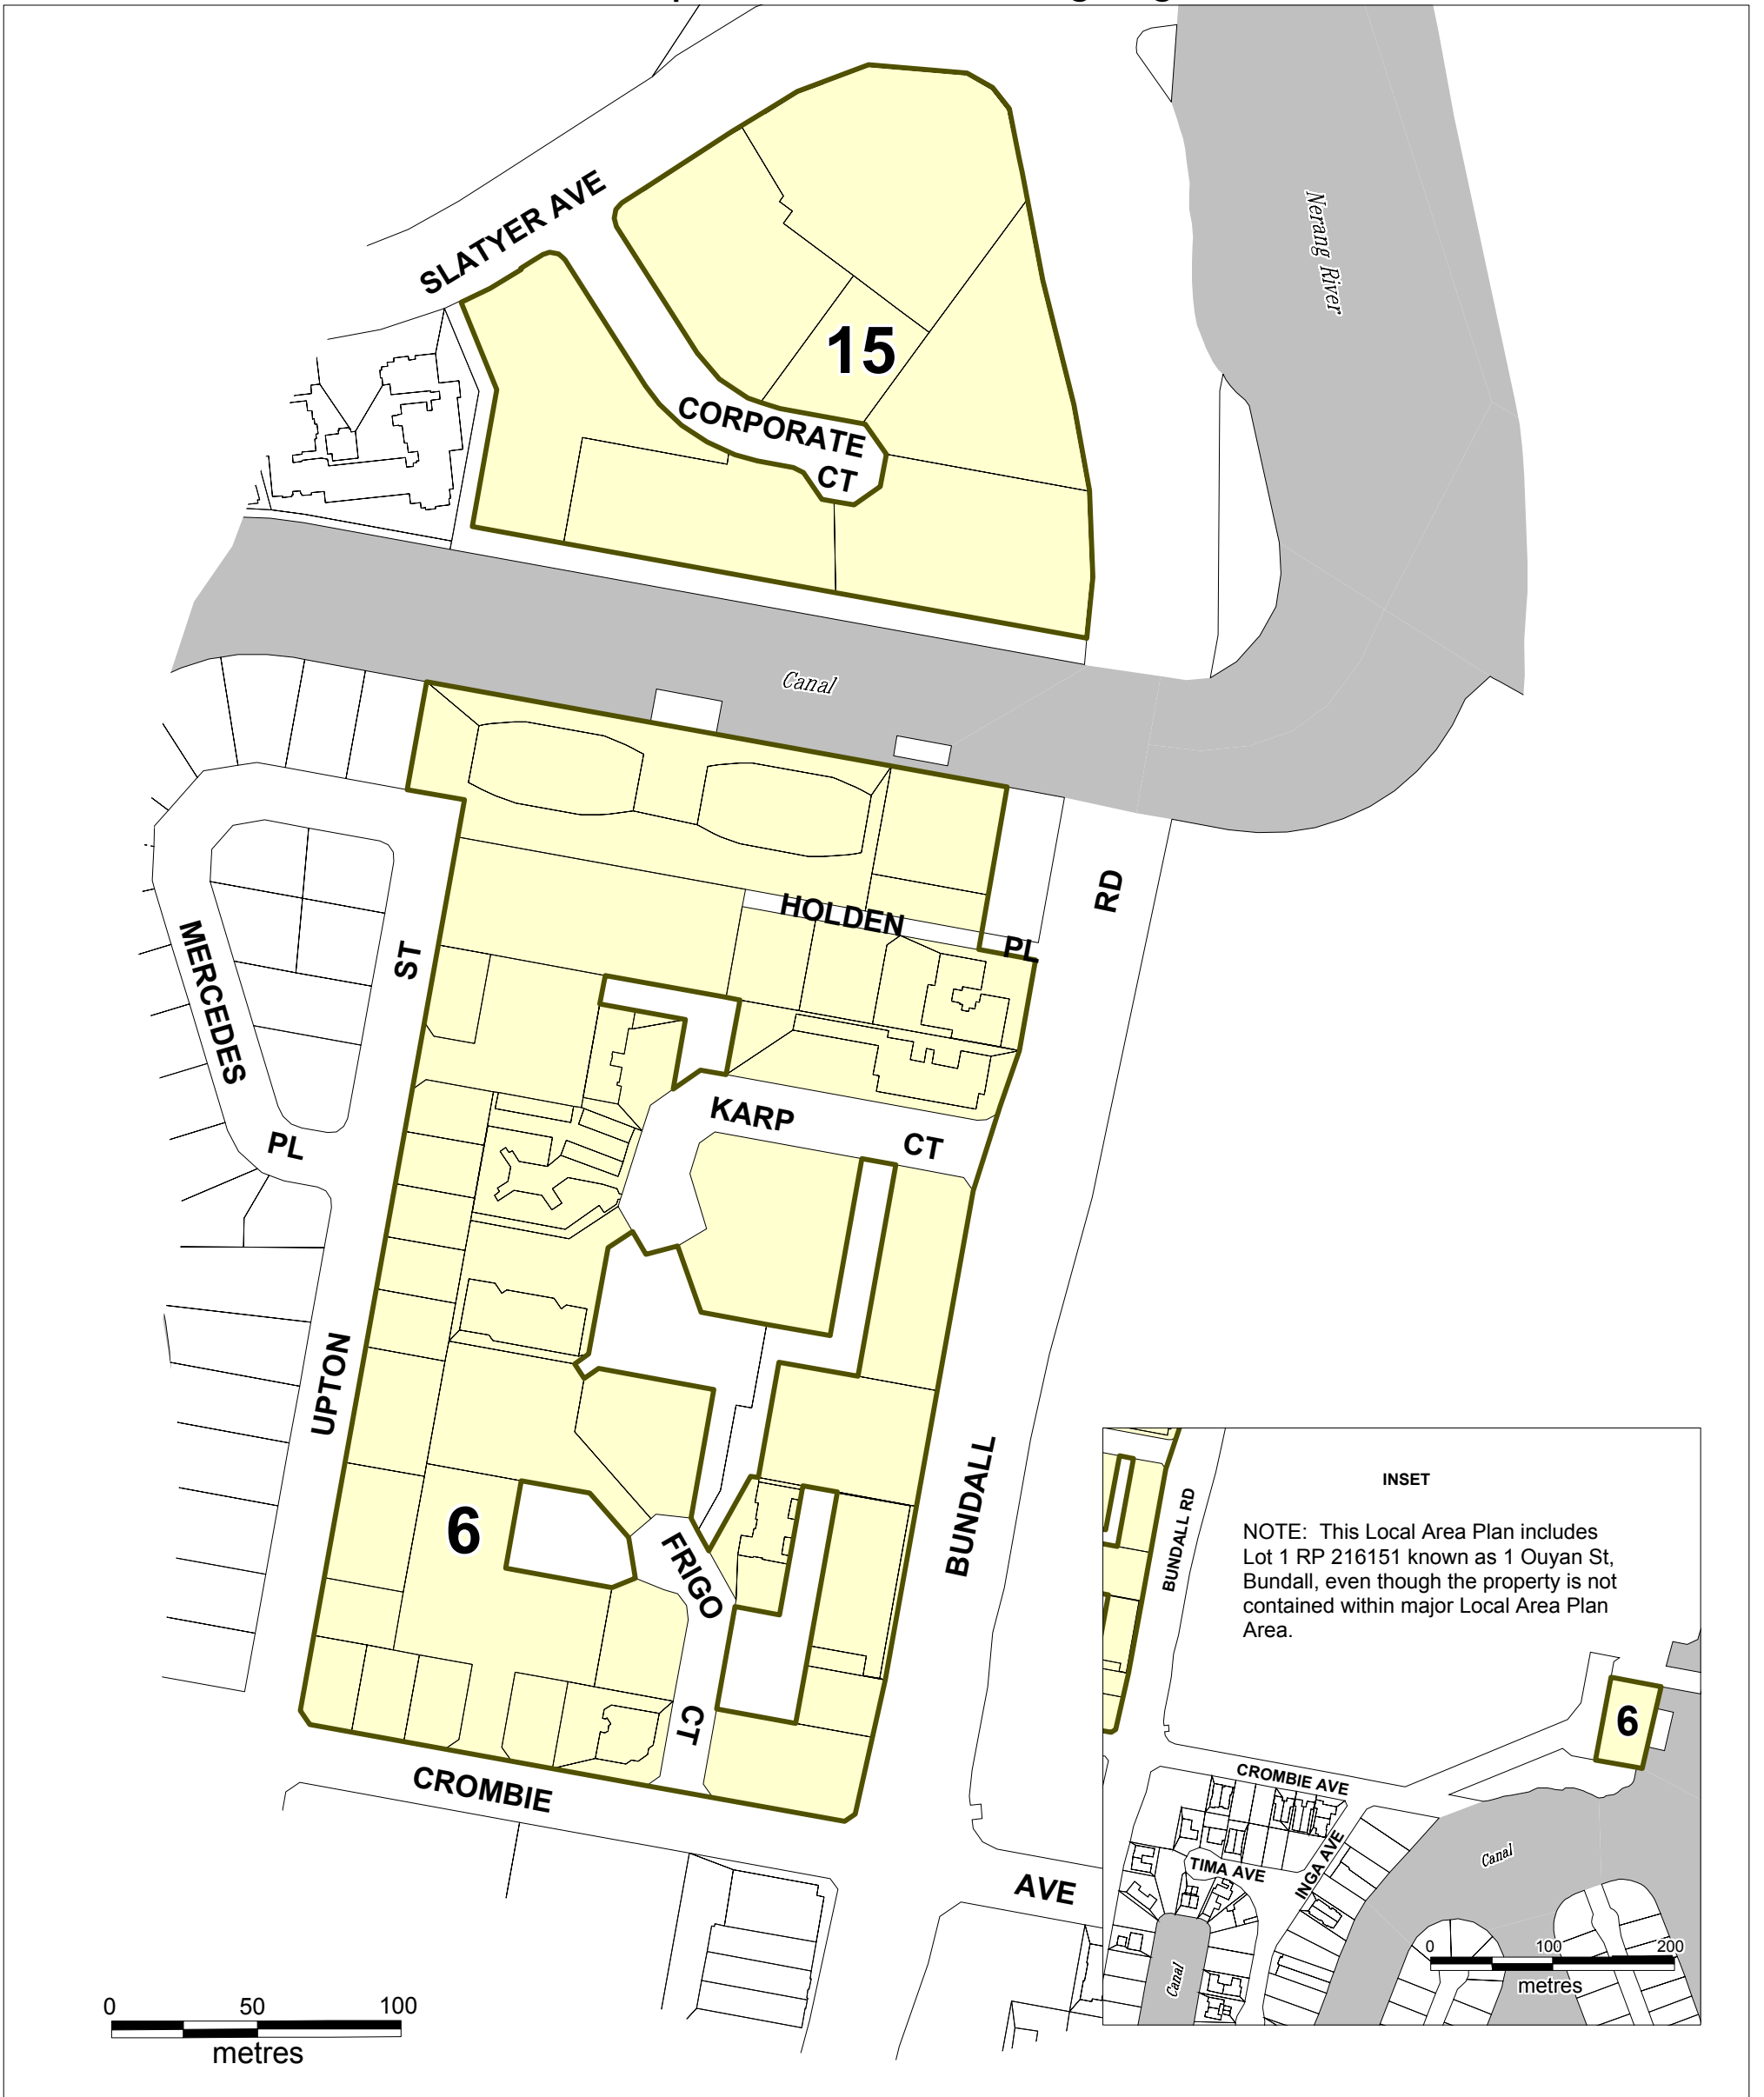 SLATYER AVE
Nerang River
15
CORPORATE
CT
Canal
HOLDEN
PL
RD
MERCEDES
ST
PL
KARP
CT
UPTON
BUNDALL
6
FRIGO
CT
CROMBIE
AVE
0 50 100
metres
INSET
NOTE: This Local Area Plan includes
Lot 1 RP 216151 known as 1 Ouyan St,
Bundall, even though the property is not
contained within major Local Area Plan
Area.
BUNDALL RD
6
CROMBIE AVE
TIMA AVE
INGA AVE
Canal
Canal
0 100 200
metres